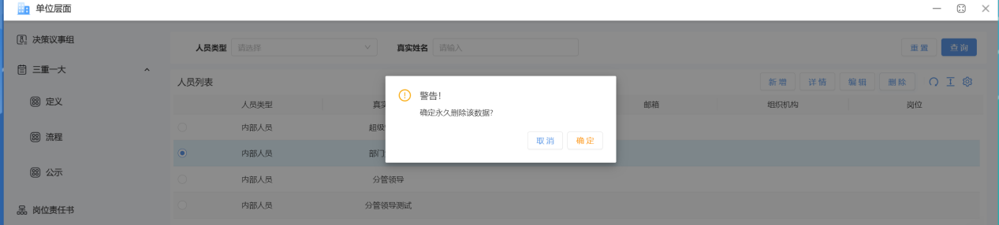 单位层面
决策议事组
三重一大
定义
流程
公示
岗位责任书
人员类型 请选择 真实姓名 请输入 重置 查询
人员列表 新增 详情 编辑 删除
人员类型 真实 邮箱 组织机构 岗位
内部人员 超级
内部人员 部门
内部人员 分管领导
内部人员 分管领导测试
警告!
确定永久删除该数据?
取消 确定